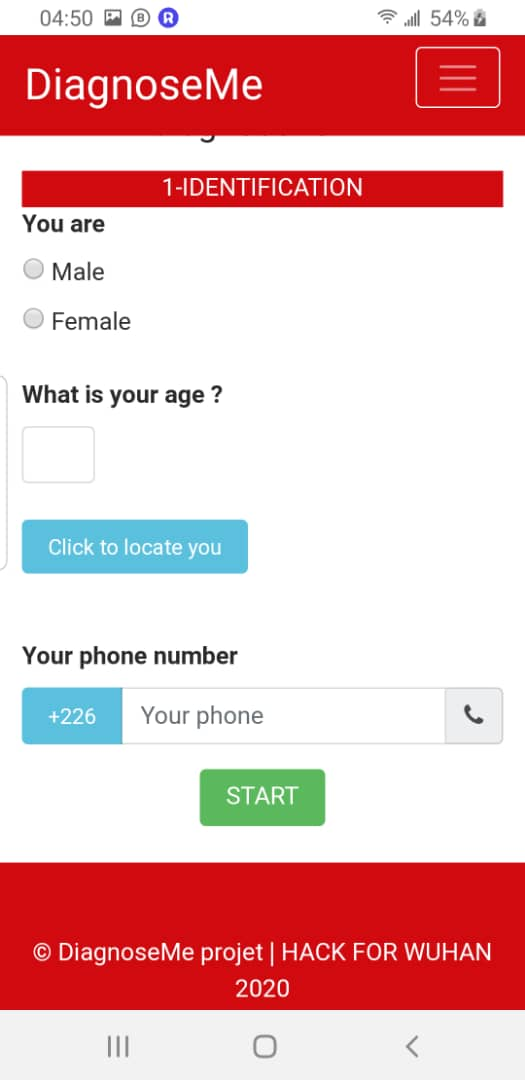 04:50
54%
DiagnoseMe
1-IDENTIFICATION
You are
Male
Female
What is your age ?
Click to locate you
Your phone number
+226 Your phone
START
© DiagnoseMe projet | HACK FOR WUHAN
2020